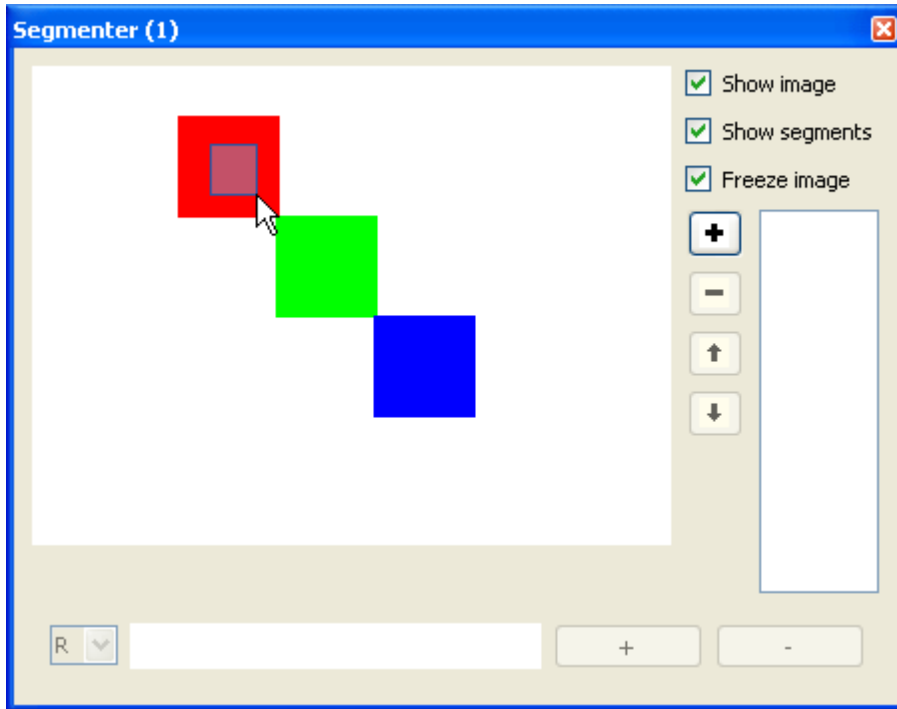 Segmenter (1)
Show image
Show segments
Freeze image
R
+
-